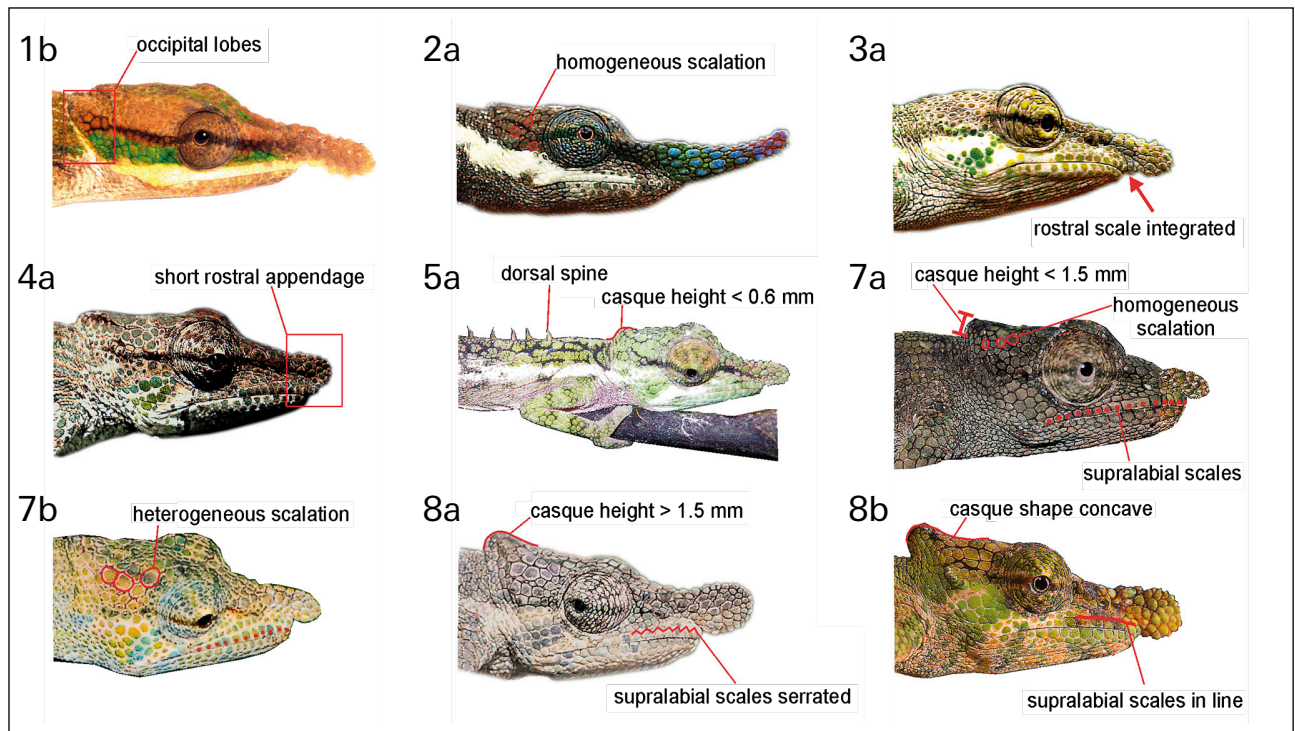 1b
occipital lobes
2a
homogeneous scalation
3a
rostral scale integrated
4a
short rostral appendage
5a
dorsal spine
casque height < 0.6 mm
7a
casque height < 1.5 mm
homogeneous
scalation
supralabial scales
7b
heterogeneous scalation
8a
casque height > 1.5 mm
supralabial scales serrated
8b
casque shape concave
supralabial scales in line